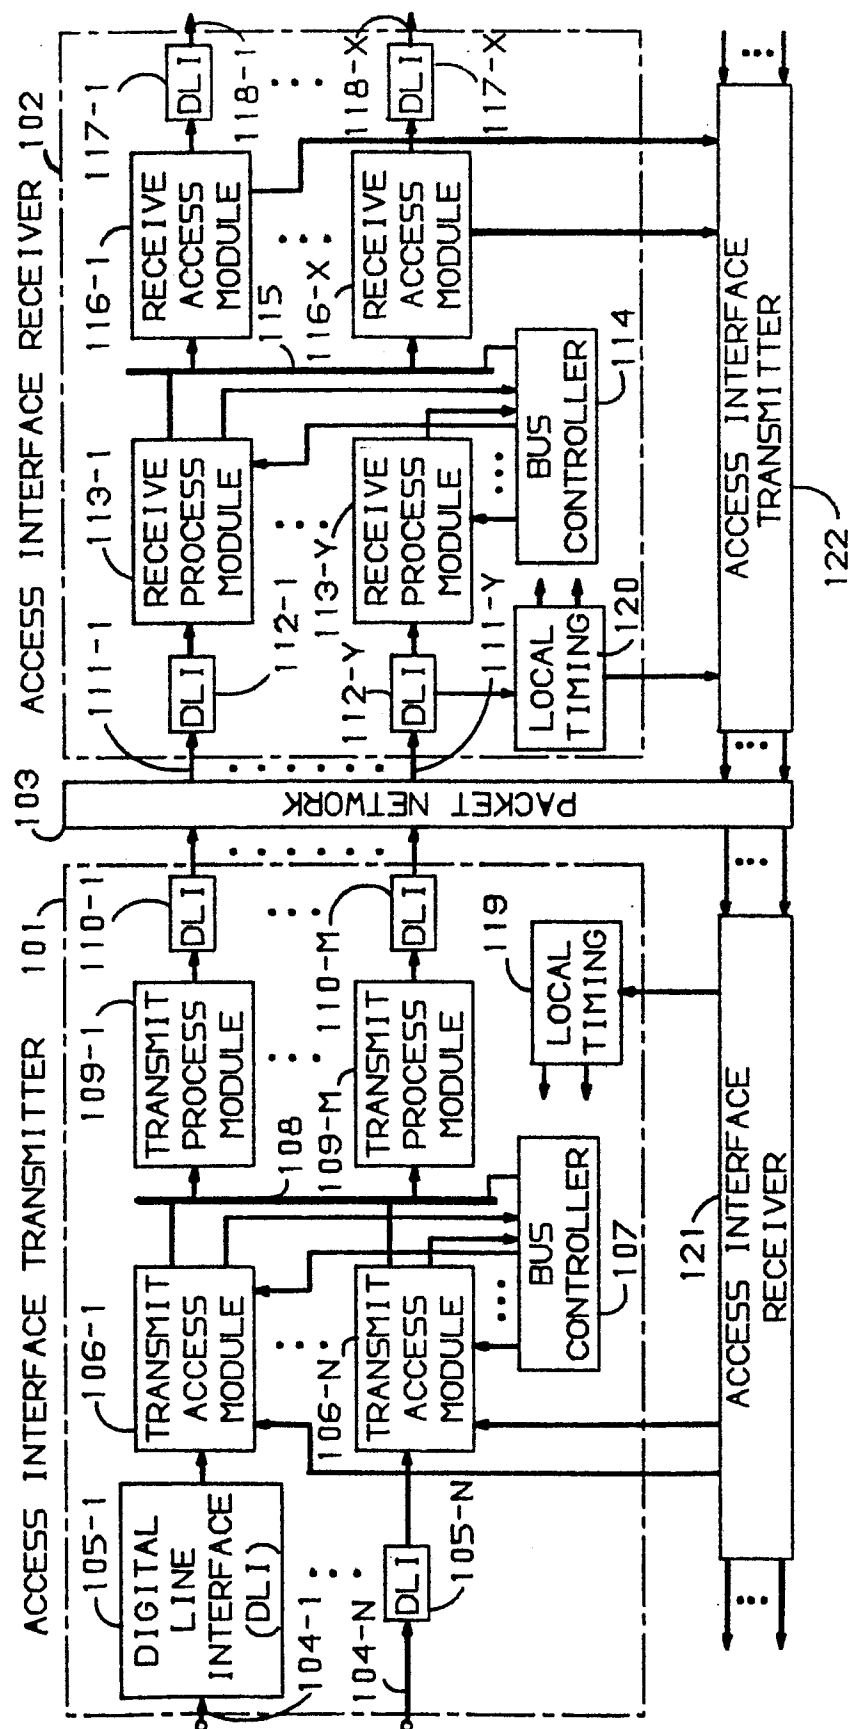 ACCESS INTERFACE TRANSMITTER 101
103
ACCESS INTERFACE RECEIVER 102
105-1
DIGITAL
LINE
INTERFACE
(DLI)
104-1
106-1
TRANSMIT
ACCESS
MODULE
108
109-1
TRANSMIT
PROCESS
MODULE
110-1
DLI
104-N
DLI
105-N
106-N
TRANSMIT
ACCESS
MODULE
109-M
TRANSMIT
PROCESS
MODULE
110-M
DLI
BUS
CONTROLLER
107
119
LOCAL
TIMING
PACKET NETWORK
111-1
DLI
112-1
113-1
RECEIVE
PROCESS
MODULE
115
116-1
RECEIVE
ACCESS
MODULE
117-1
DLI
118-1
112-Y
DLI
111-Y
113-Y
RECEIVE
PROCESS
MODULE
116-X
RECEIVE
ACCESS
MODULE
118-X
DLI
117-X
LOCAL
TIMING
120
BUS
CONTROLLER
114
121
ACCESS INTERFACE
RECEIVER
ACCESS INTERFACE
TRANSMITTER
122